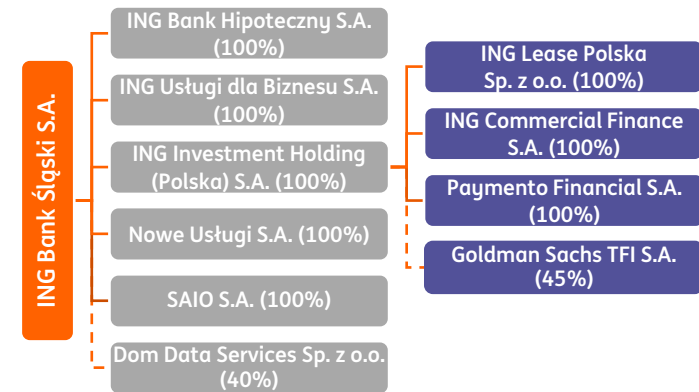 ING Bank Śląski S.A.
ING Bank Hipoteczny S.A.
(100%)
ING Usługi dla Biznesu S.A.
(100%)
ING Investment Holding
(Polska) S.A. (100%)
Nowe Usługi S.A. (100%)
SAIO S.A. (100%)
Dom Data Services Sp. z o.o.
(40%)
ING Lease Polska
Sp. z o.o. (100%)
ING Commercial Finance
S.A. (100%)
Paymento Financial S.A.
(100%)
Goldman Sachs TFI S.A.
(45%)